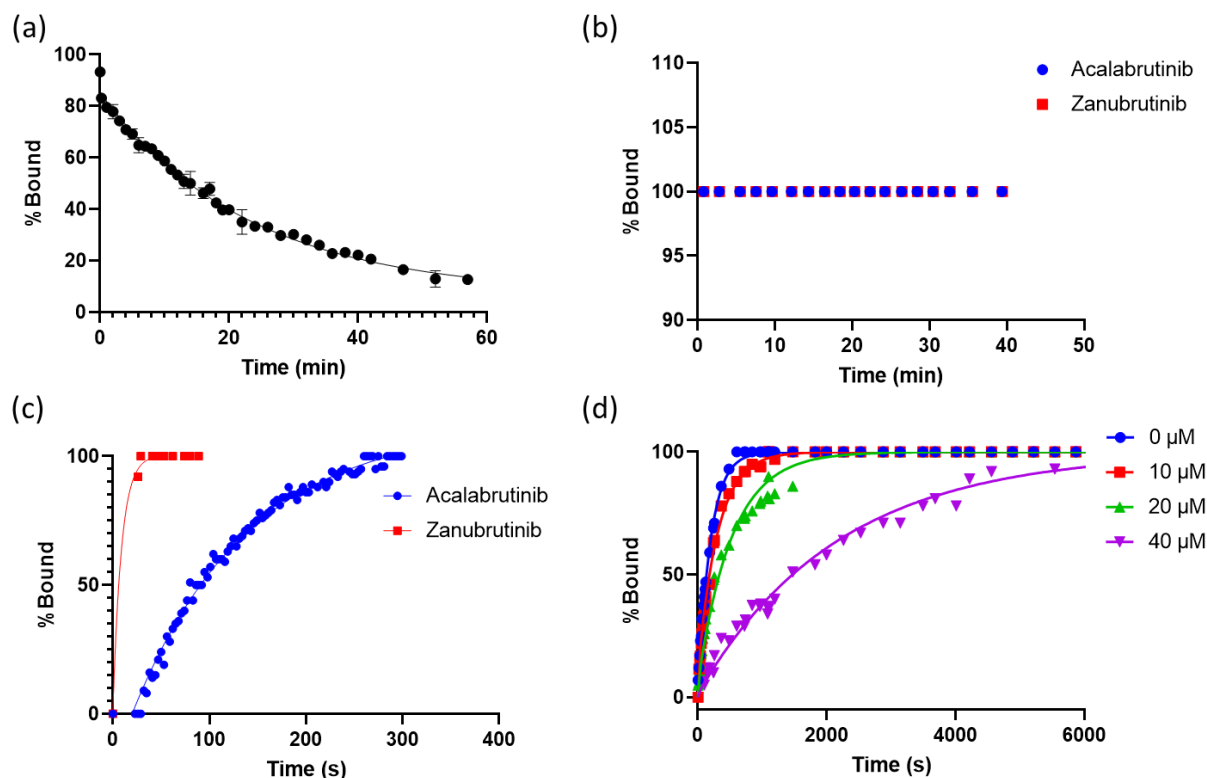 (a)
100
80
60
40
20
0
% Bound
0 20 40 60
Time (min)
(b)
110
105
100
95
90
% Bound
0 10 20 30 40 50
Time (min)
Acalabrutinib
Zanubrutinib
(c)
100
50
0
% Bound
0 100 200 300 400
Time (s)
Acalabrutinib
Zanubrutinib
(d)
100
50
0
% Bound
0 2000 4000 6000
Time (s)
0 µM
10 µM
20 µM
40 µM